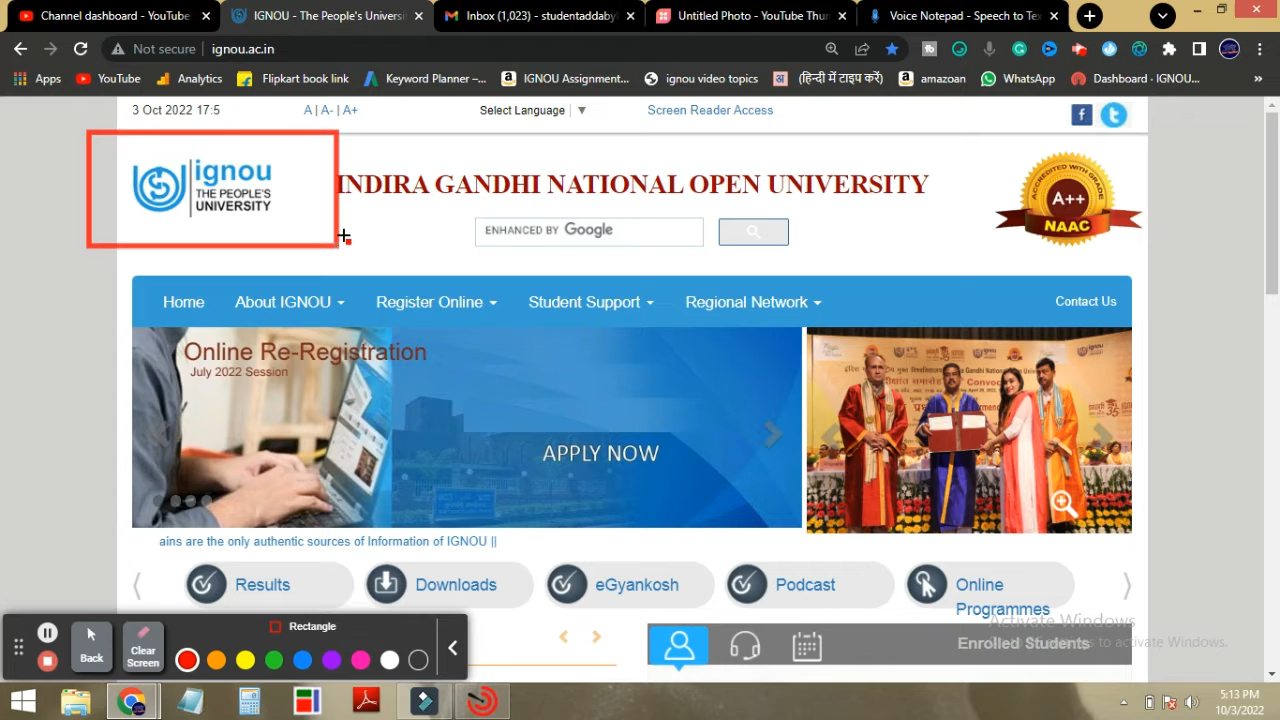 Channel dashboard - YouTube
IGNOU - The People's Univers
Inbox (1,023) - studentaddaby
Untitled Photo - YouTube Thur
Voice Notepad - Speech to Tex
Not secure
ignou.ac.in
Apps
YouTube
Analytics
Flipkart book link
Keyword Planner –...
IGNOU Assignment...
ignou video topics
(हिन्दी में टाइप करें)
amazoan
WhatsApp
Dashboard - IGNOU...
3 Oct 2022 17:5
A | A- | A+
Select Language ▼
Screen Reader Access
ignou
THE PEOPLE'S
UNIVERSITY
INDIRA GANDHI NATIONAL OPEN UNIVERSITY
ENHANCED BY Google
ACCREDITED WITH GRADE
A++
NAAC
Home
About IGNOU
Register Online
Student Support
Regional Network
Contact Us
Online Re-Registration
July 2022 Session
APPLY NOW
ains are the only authentic sources of Information of IGNOU ||
Results
Downloads
eGyankosh
Podcast
Online
Programmes
Activate Windows
Enrolled Students
to activate Windows.
Back
Clear
Screen
Rectangle
5:13 PM
10/3/2022